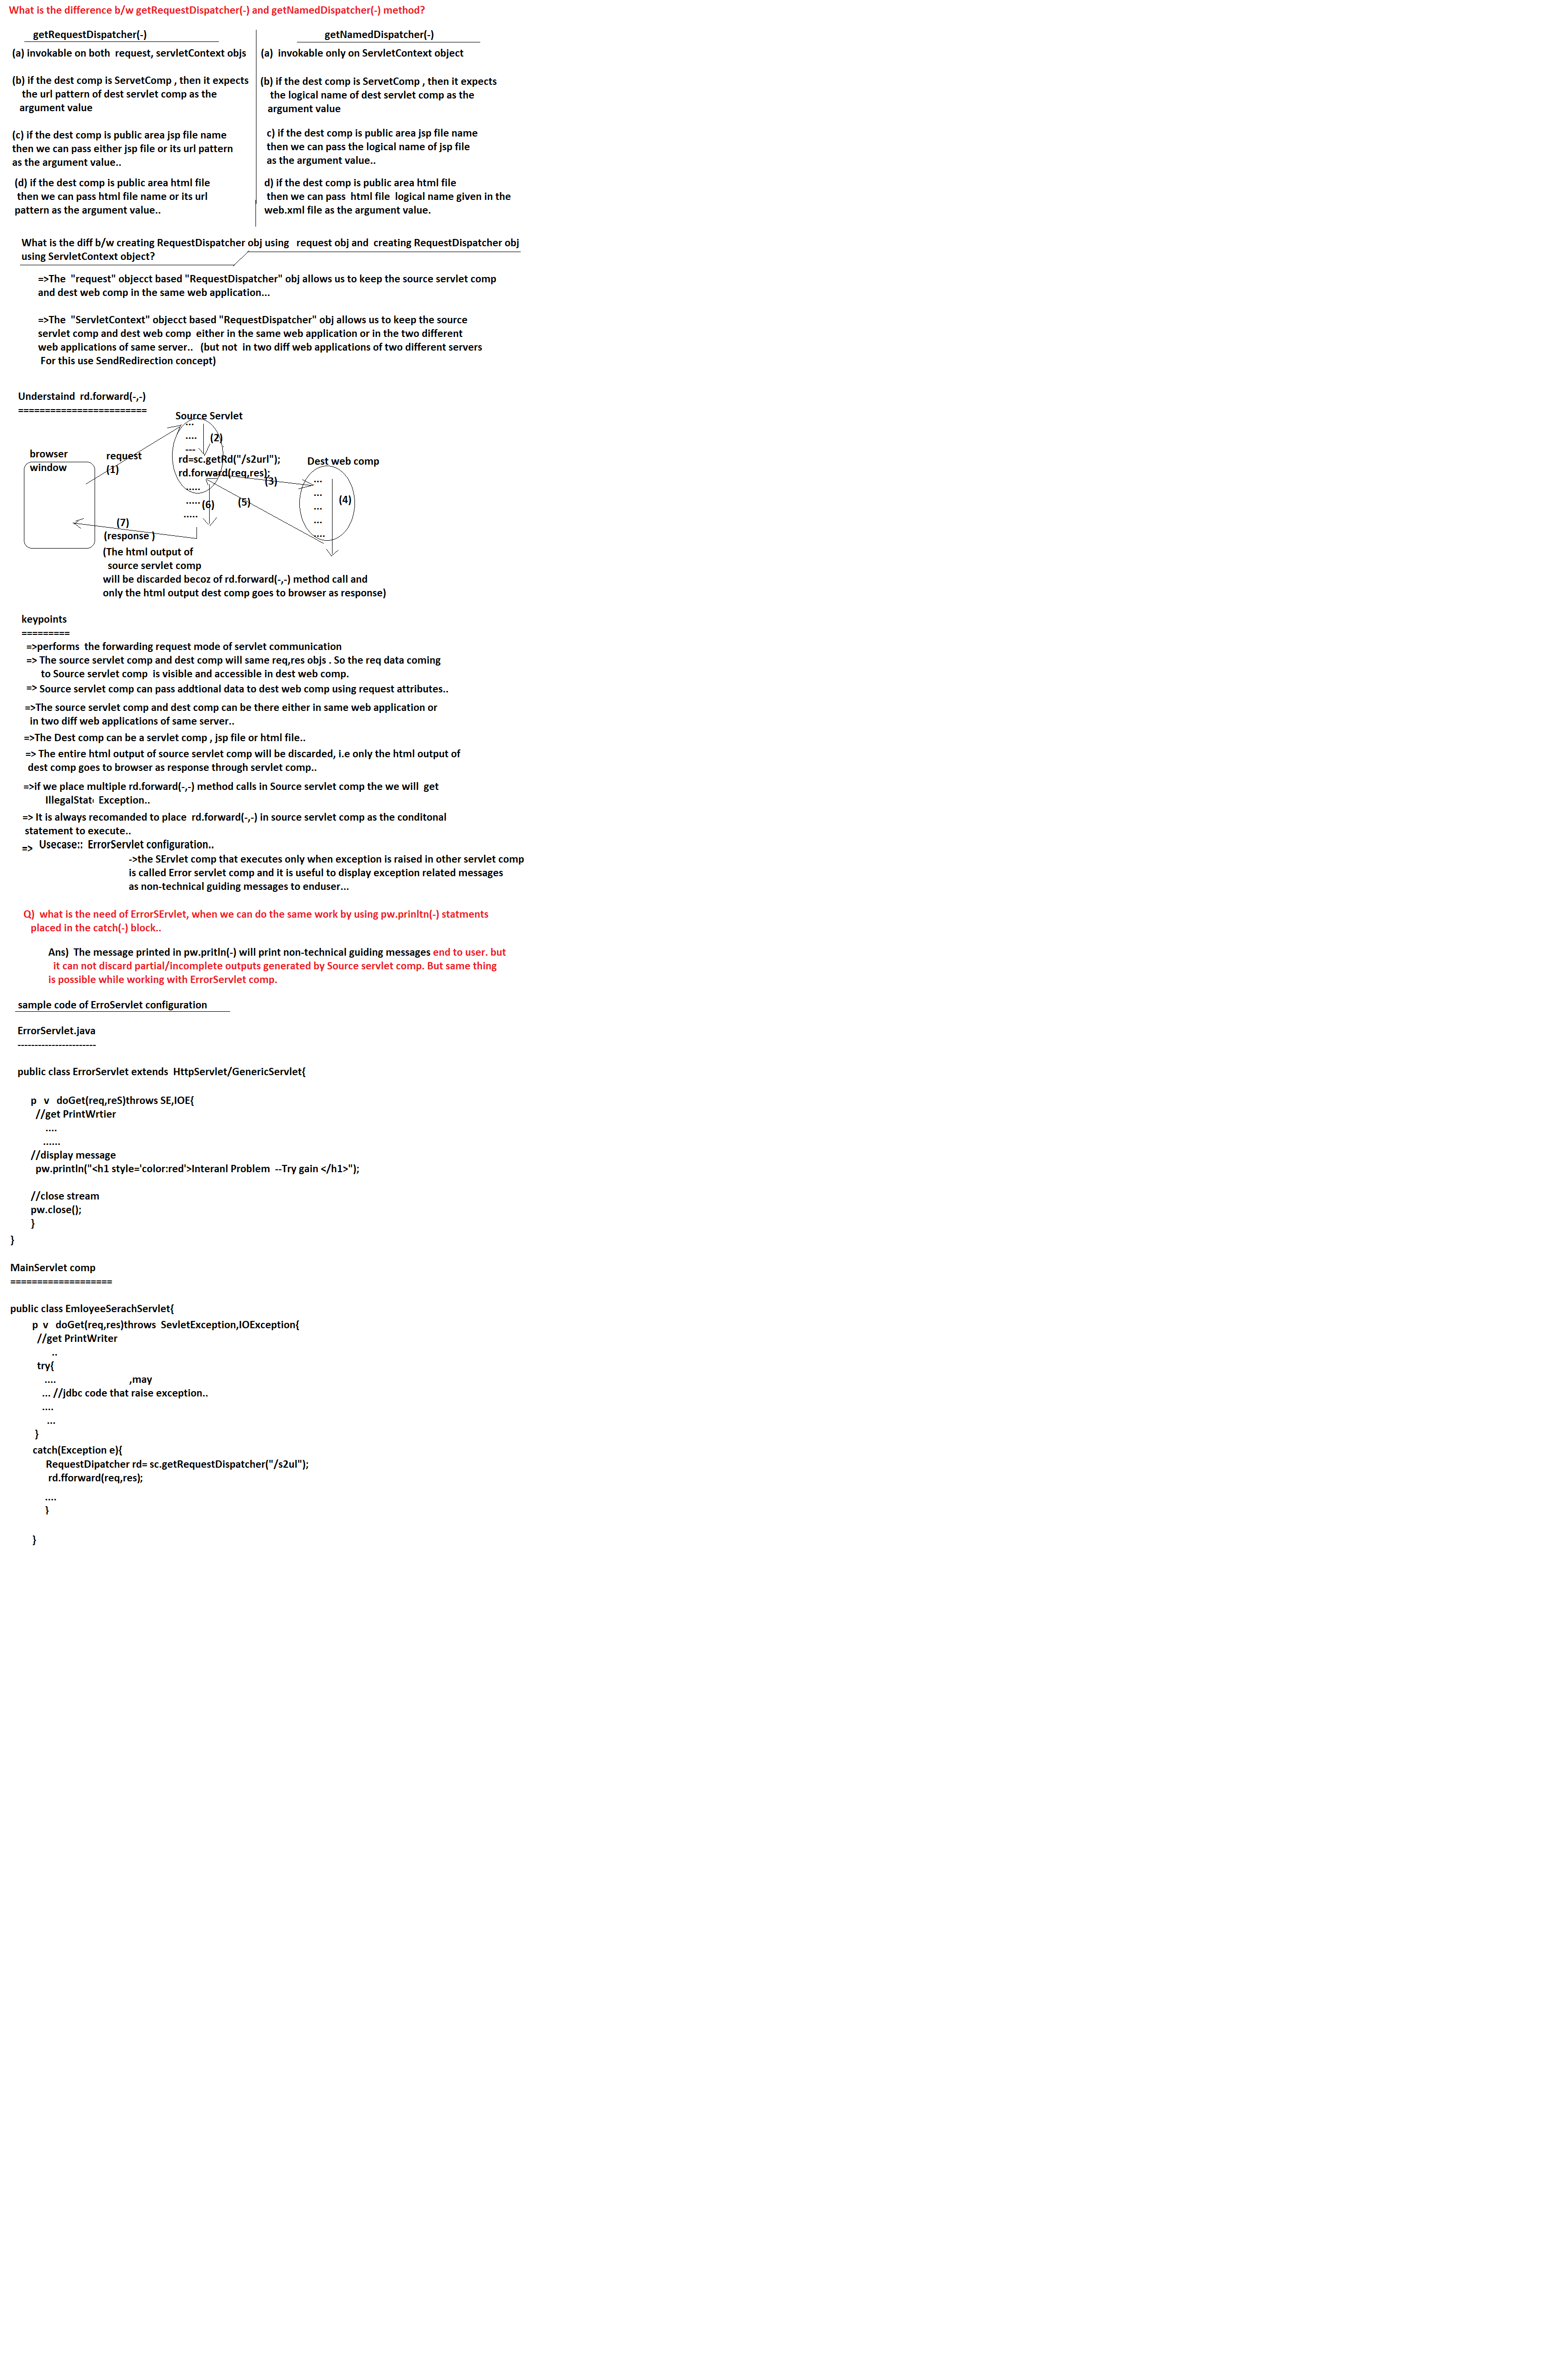 What is the difference b/w getRequestDispatcher(-) and getNamedDispatcher(-) method?
getRequestDispatcher(-)
(a) invokable on both request, servletContext objs
(b) if the dest comp is ServetComp , then it expects
the url pattern of dest servlet comp as the
argument value
(c) if the dest comp is public area jsp file name
then we can pass either jsp file or its url pattern
as the argument value..
(d) if the dest comp is public area html file
then we can pass html file name or its url
pattern as the argument value..
getNamedDispatcher(-)
(a) invokable only on ServletContext object
(b) if the dest comp is ServetComp , then it expects
the logical name of dest servlet comp as the
argument value
c) if the dest comp is public area jsp file name
then we can pass the logical name of jsp file
as the argument value..
d) if the dest comp is public area html file
then we can pass html file logical name given in the
web.xml file as the argument value.
What is the diff b/w creating RequestDispatcher obj using request obj and creating RequestDispatcher obj
using ServletContext object?
=>The "request" objecct based "RequestDispatcher" obj allows us to keep the source servlet comp
and dest web comp in the same web application...
=>The "ServletContext" objecct based "RequestDispatcher" obj allows us to keep the source
servlet comp and dest web comp either in the same web application or in the two different
web applications of same server.. (but not in two diff web applications of two different servers
For this use SendRedirection concept)
Understaind rd.forward(-,-)
========================
Source Servlet
...
....
(2)
---
browser
window
request
(1)
rd=sc.getRd("/s2url");
rd.forward(req,res);
Dest web comp
(3)
...
...
...
...
....
(4)
.....
.....
.....
(6)
(5)
(7)
(response )
(The html output of
source servlet comp
will be discarded becoz of rd.forward(-,-) method call and
only the html output dest comp goes to browser as response)
keypoints
=========
=>performs the forwarding request mode of servlet communication
=> The source servlet comp and dest comp will same req,res objs . So the req data coming
to Source servlet comp is visible and accessible in dest web comp.
=> Source servlet comp can pass addtional data to dest web comp using request attributes..
=>The source servlet comp and dest comp can be there either in same web application or
in two diff web applications of same server..
=>The Dest comp can be a servlet comp , jsp file or html file..
=> The entire html output of source servlet comp will be discarded, i.e only the html output of
dest comp goes to browser as response through servlet comp..
=>if we place multiple rd.forward(-,-) method calls in Source servlet comp the we will get
IllegalStat Exception..
=> It is always recomanded to place rd.forward(-,-) in source servlet comp as the conditonal
statement to execute..
=> Usecase:: ErrorServlet configuration..
->the SErvlet comp that executes only when exception is raised in other servlet comp
is called Error servlet comp and it is useful to display exception related messages
as non-technical guiding messages to enduser...
Q) what is the need of ErrorSErvlet, when we can do the same work by using pw.prinltn(-) statments
placed in the catch(-) block..
Ans) The message printed in pw.pritln(-) will print non-technical guiding messages end to user. but
it can not discard partial/incomplete outputs generated by Source servlet comp. But same thing
is possible while working with ErrorServlet comp.
sample code of ErroServlet configuration
ErrorServlet.java
-----------------------
public class ErrorServlet extends HttpServlet/GenericServlet{
p v doGet(req,reS)throws SE,IOE{
//get PrintWrtier
....
......
//display message
pw.println("<h1 style='color:red'>Interanl Problem --Try gain </h1>");
//close stream
pw.close();
}
}
MainServlet comp
===================
public class EmloyeeSerachServlet{
p v doGet(req,res)throws SevletException,IOException{
//get PrintWriter
..
try{
.... ,may
... //jdbc code that raise exception..
....
...
}
catch(Exception e){
RequestDipatcher rd= sc.getRequestDispatcher("/s2ul");
rd.fforward(req,res);
....
}
}